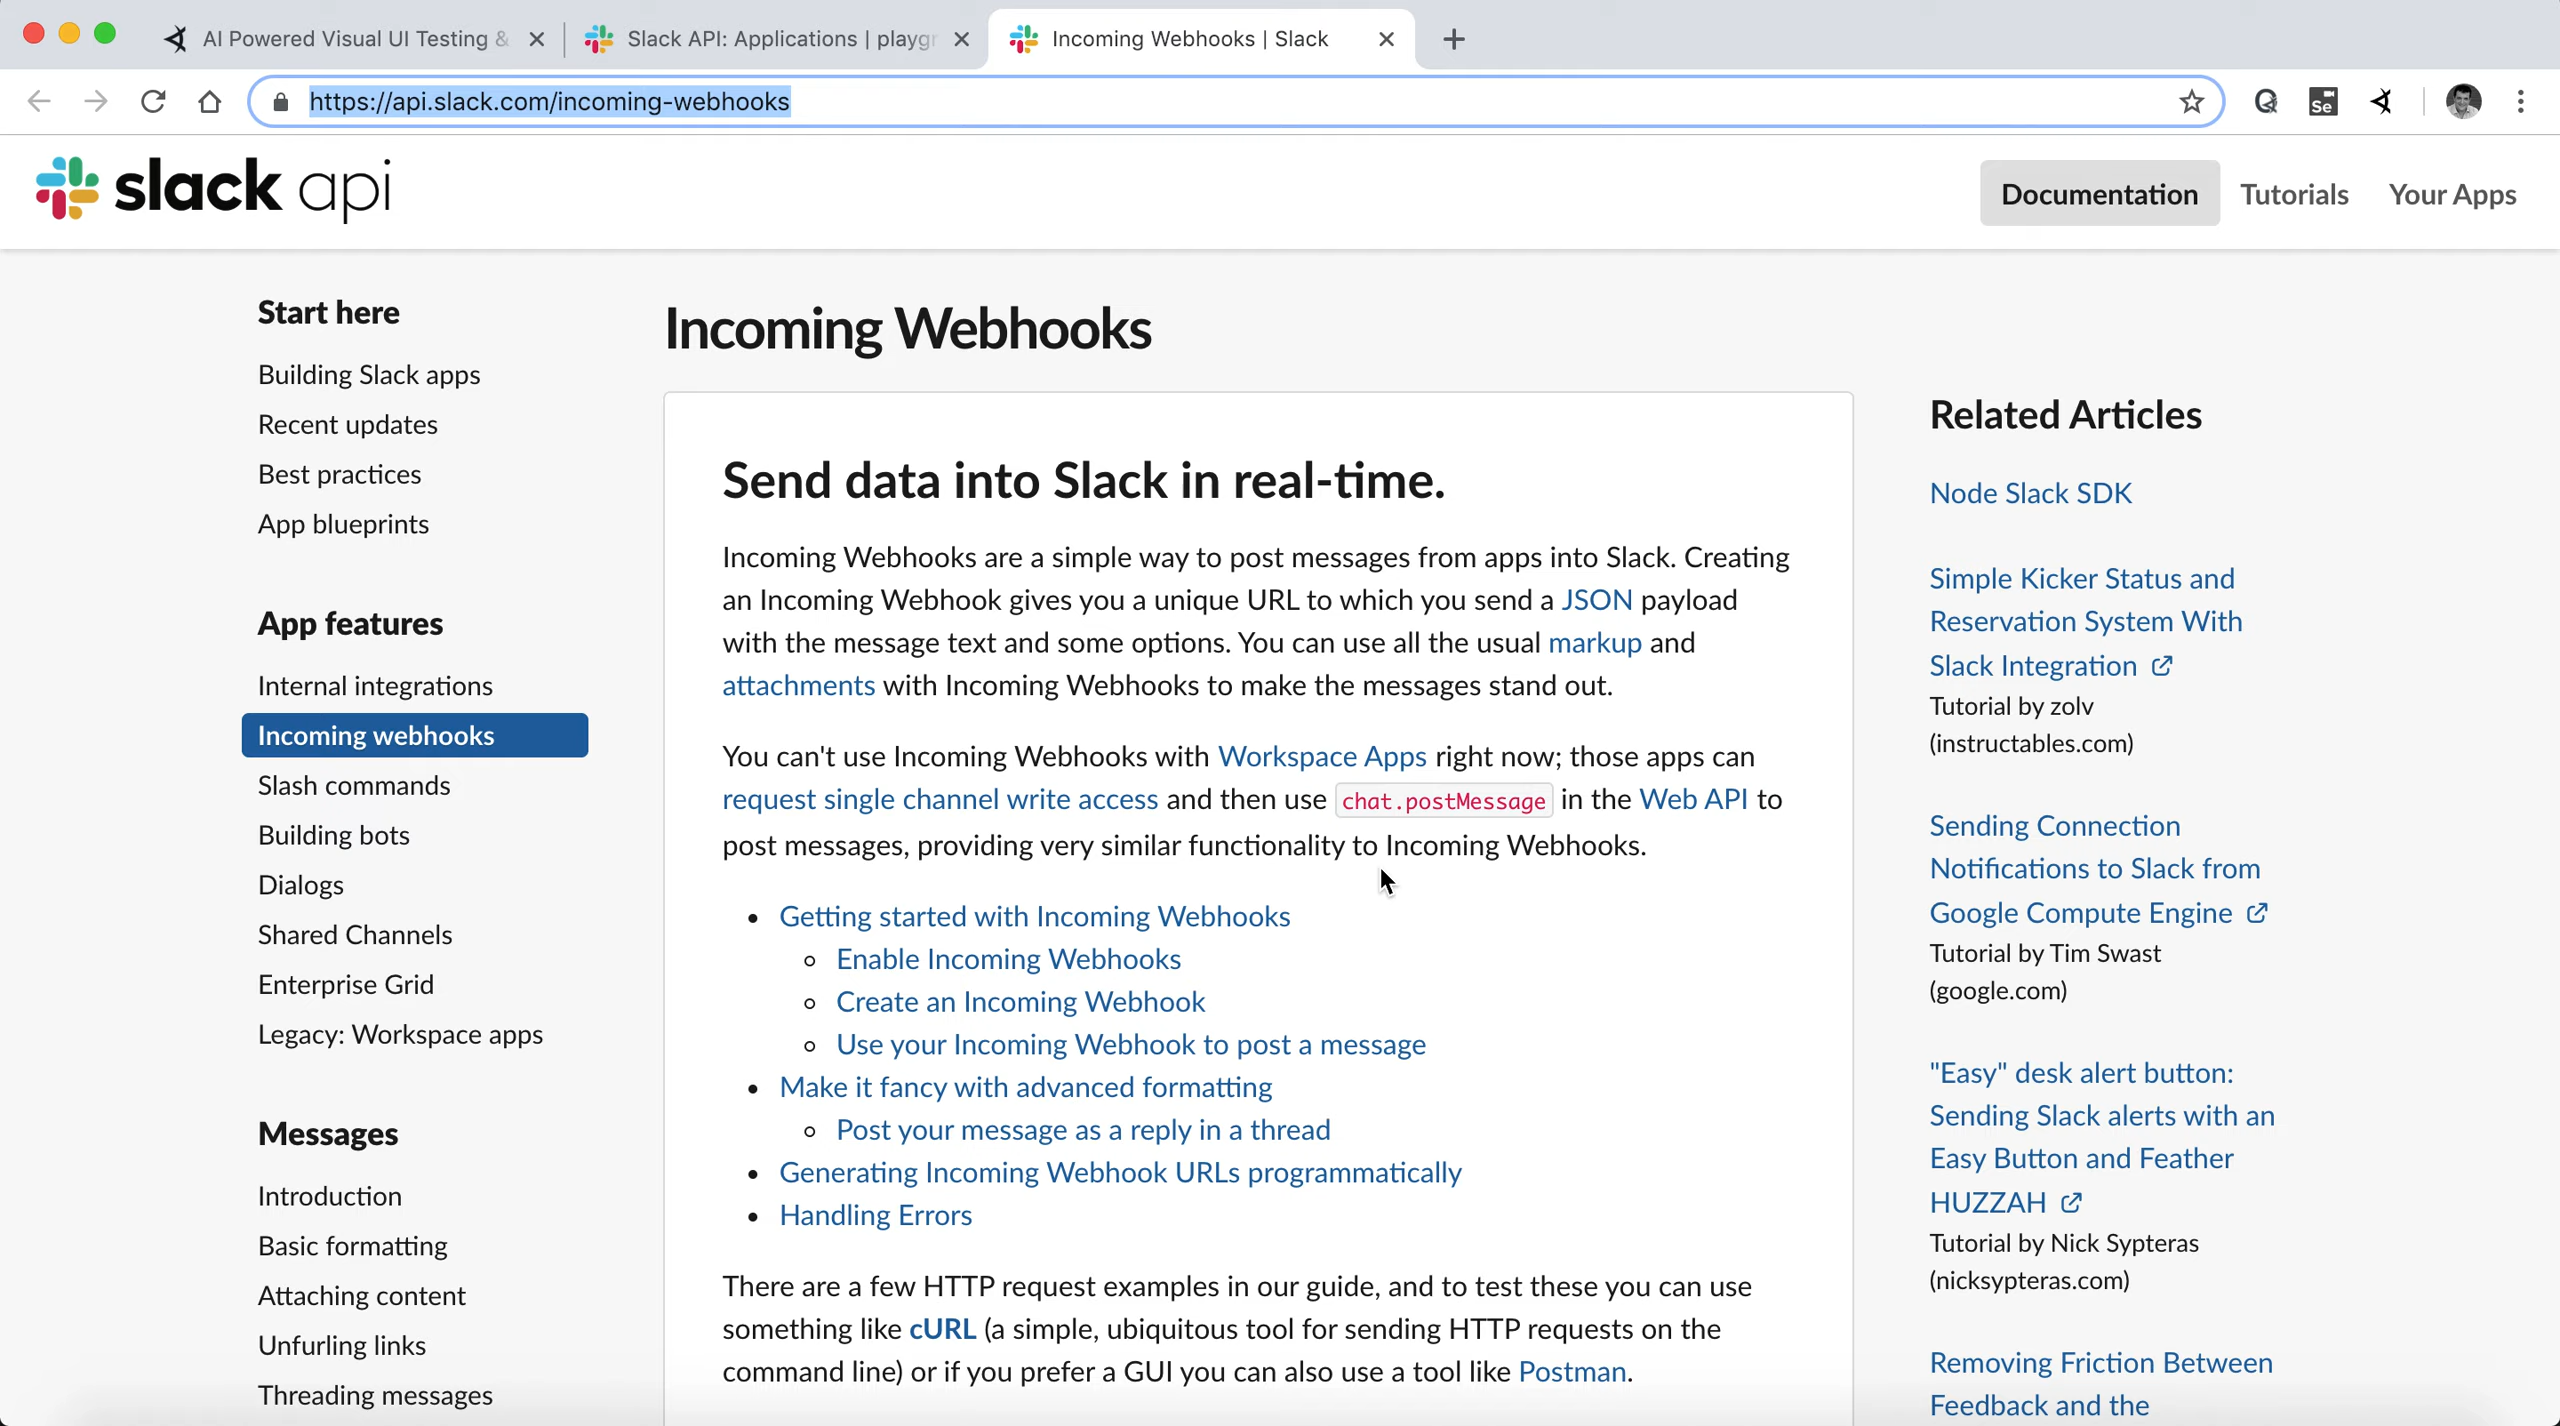 AI Powered Visual UI Testing &
Slack API: Applications | playgr
Incoming Webhooks | Slack
https://api.slack.com/incoming-webhooks
Se
slack api
Documentation
Tutorials
Your Apps
Start here
Building Slack apps
Recent updates
Best practices
App blueprints
App features
Internal integrations
Incoming webhooks
Slash commands
Building bots
Dialogs
Shared Channels
Enterprise Grid
Legacy: Workspace apps
Messages
Introduction
Basic formatting
Attaching content
Unfurling links
Threading messages
Incoming Webhooks
Send data into Slack in real-time.
Incoming Webhooks are a simple way to post messages from apps into Slack. Creating
an Incoming Webhook gives you a unique URL to which you send a JSON payload
with the message text and some options. You can use all the usual markup and
attachments with Incoming Webhooks to make the messages stand out.
You can't use Incoming Webhooks with Workspace Apps right now; those apps can
request single channel write access and then use chat.postMessage in the Web API to
post messages, providing very similar functionality to Incoming Webhooks.
Getting started with Incoming Webhooks
Enable Incoming Webhooks
Create an Incoming Webhook
Use your Incoming Webhook to post a message
Make it fancy with advanced formatting
Post your message as a reply in a thread
Generating Incoming Webhook URLs programmatically
Handling Errors
There are a few HTTP request examples in our guide, and to test these you can use
something like cURL (a simple, ubiquitous tool for sending HTTP requests on the
command line) or if you prefer a GUI you can also use a tool like Postman.
Related Articles
Node Slack SDK
Simple Kicker Status and
Reservation System With
Slack Integration
Tutorial by zolv
(instructables.com)
Sending Connection
Notifications to Slack from
Google Compute Engine
Tutorial by Tim Swast
(google.com)
"Easy" desk alert button:
Sending Slack alerts with an
Easy Button and Feather
HUZZAH
Tutorial by Nick Sypteras
(nicksypteras.com)
Removing Friction Between
Feedback and the